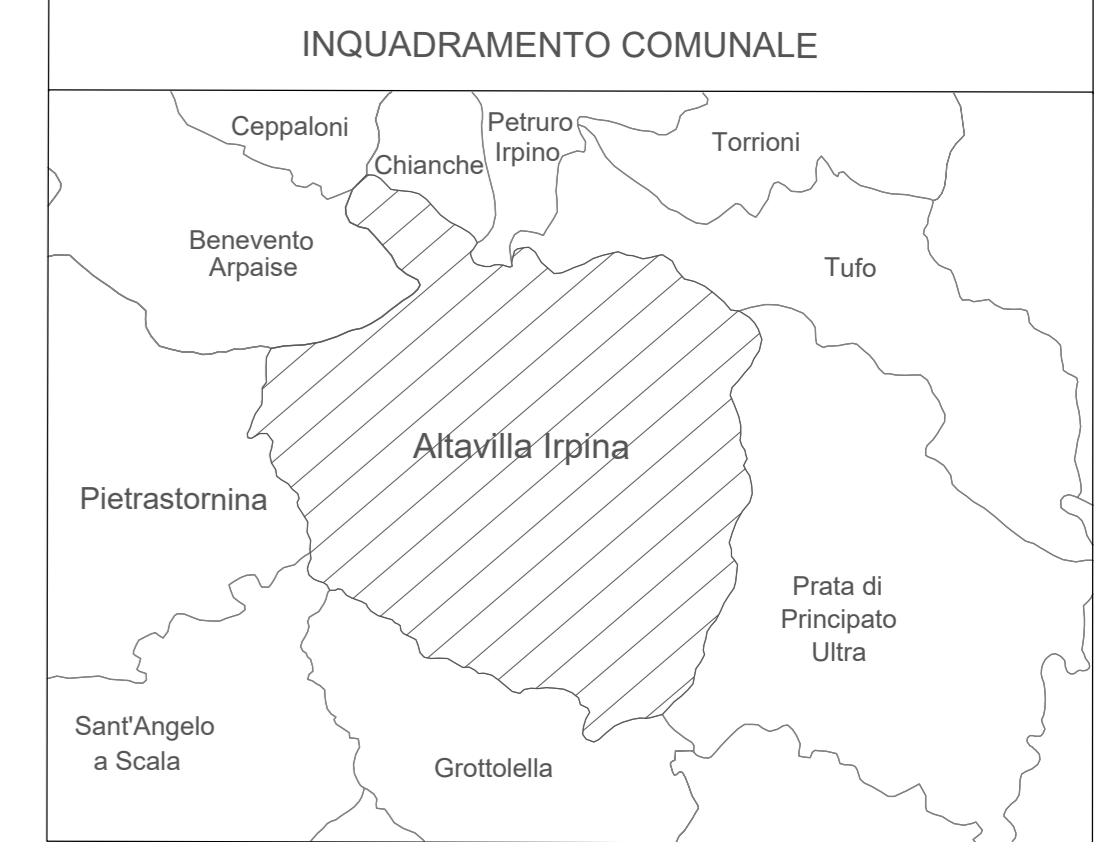 INQUADRAMENTO COMUNALE
Ceppaloni
Chianche
Petruro
Irpino
Torrioni
Benevento
Arpaise
Tufo
Altavilla Irpina
Pietrastornina
Prata di
Principato
Ultra
Sant'Angelo
a Scala
Grottolella